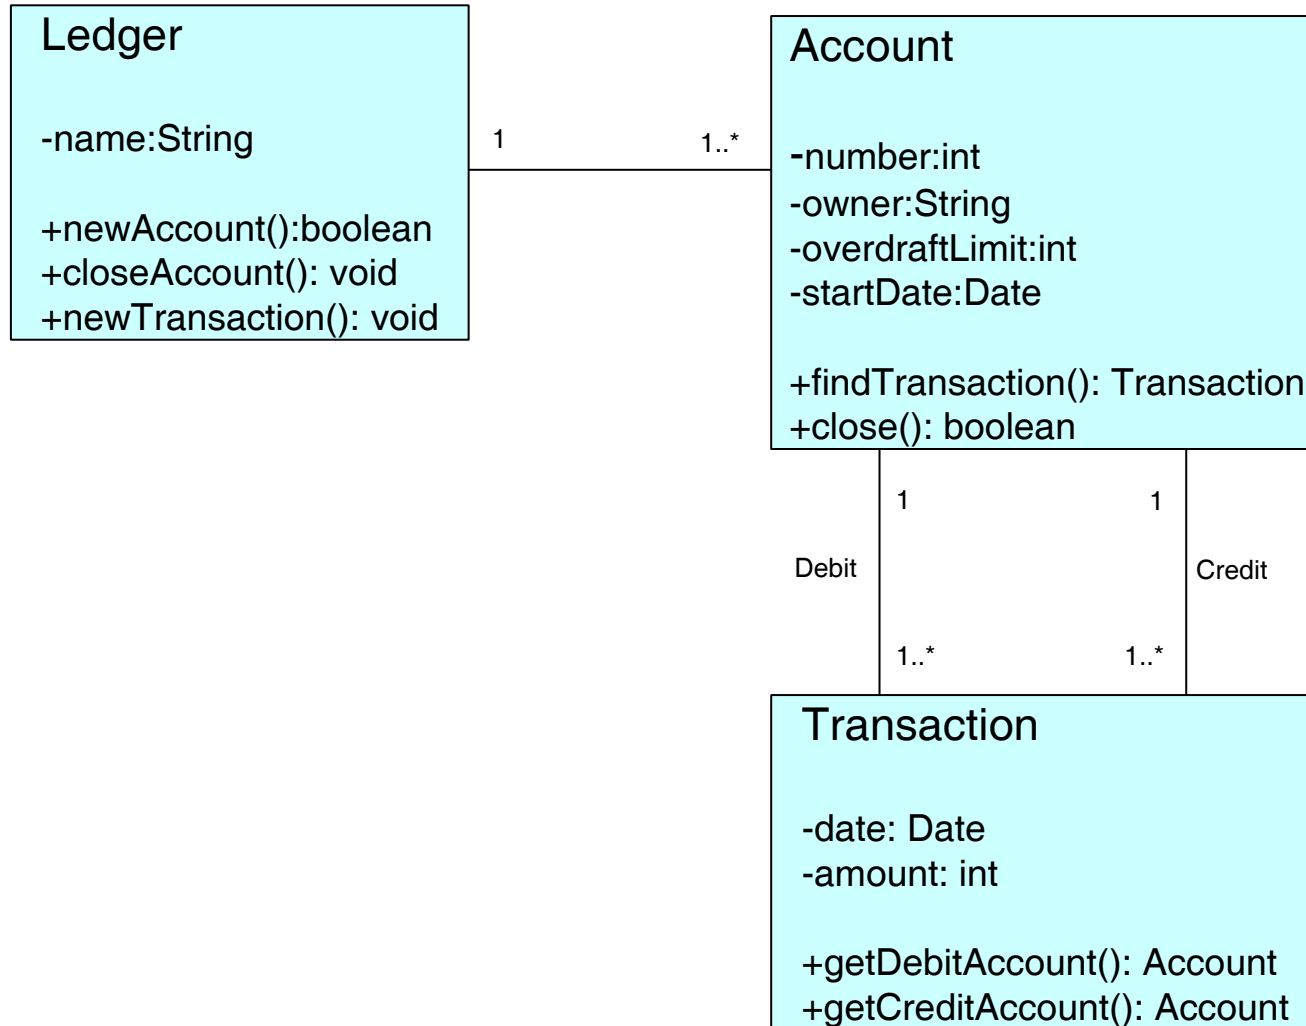 Ledger
-name:String
+newAccount():boolean
+closeAccount(): void
+newTransaction(): void
1
1..*
Account
-number:int
-owner:String
-overdraftLimit:int
-startDate:Date
+findTransaction(): Transaction
+close(): boolean
1
1
Debit
Credit
1..*
1..*
Transaction
-date: Date
-amount: int
+getDebitAccount(): Account
+getCreditAccount(): Account